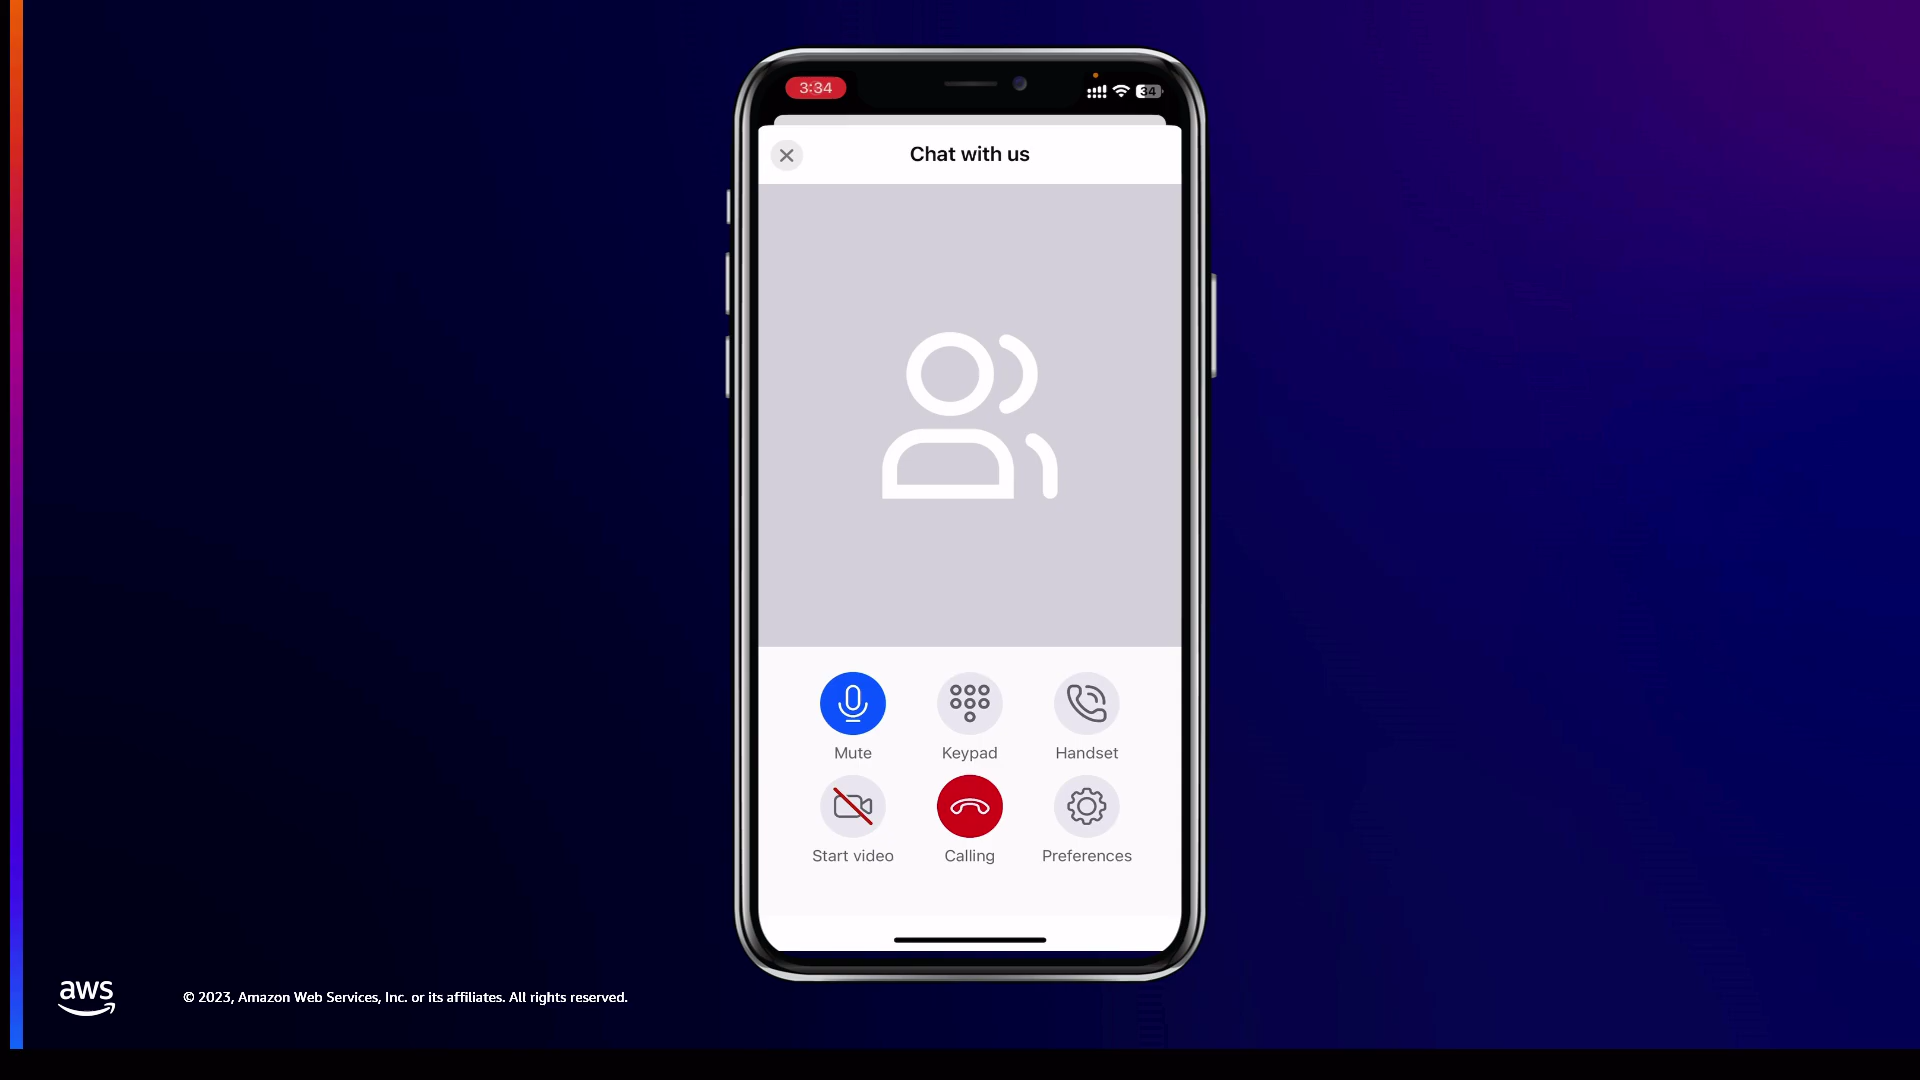 3:34
34
Chat with us
Mute
Keypad
Handset
Start video
Calling
Preferences
aws
© 2023, Amazon Web Services, Inc. or its affiliates. All rights reserved.